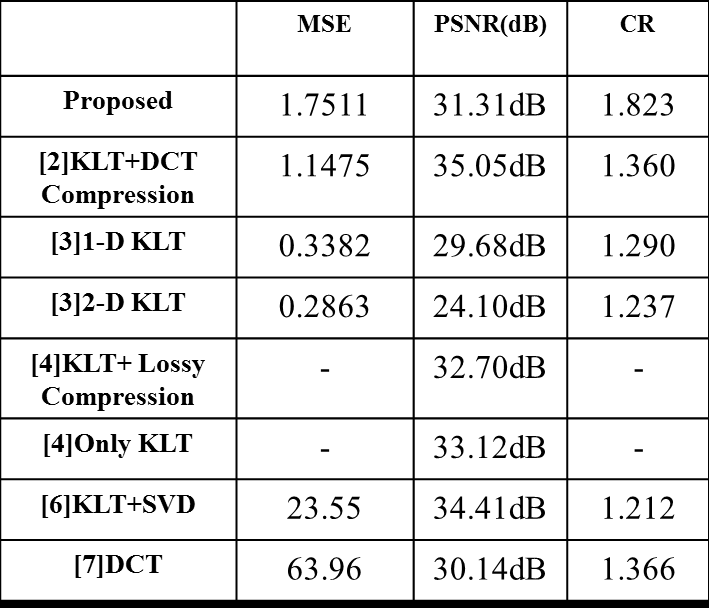 MSE PSNR(dB) CR
Proposed 1.7511 31.31dB 1.823
[2]KLT+DCT
Compression 1.1475 35.05dB 1.360
[3]1-D KLT 0.3382 29.68dB 1.290
[3]2-D KLT 0.2863 24.10dB 1.237
[4]KLT+ Lossy
Compression - 32.70dB -
[4]Only KLT - 33.12dB -
[6]KLT+SVD 23.55 34.41dB 1.212
[7]DCT 63.96 30.14dB 1.366